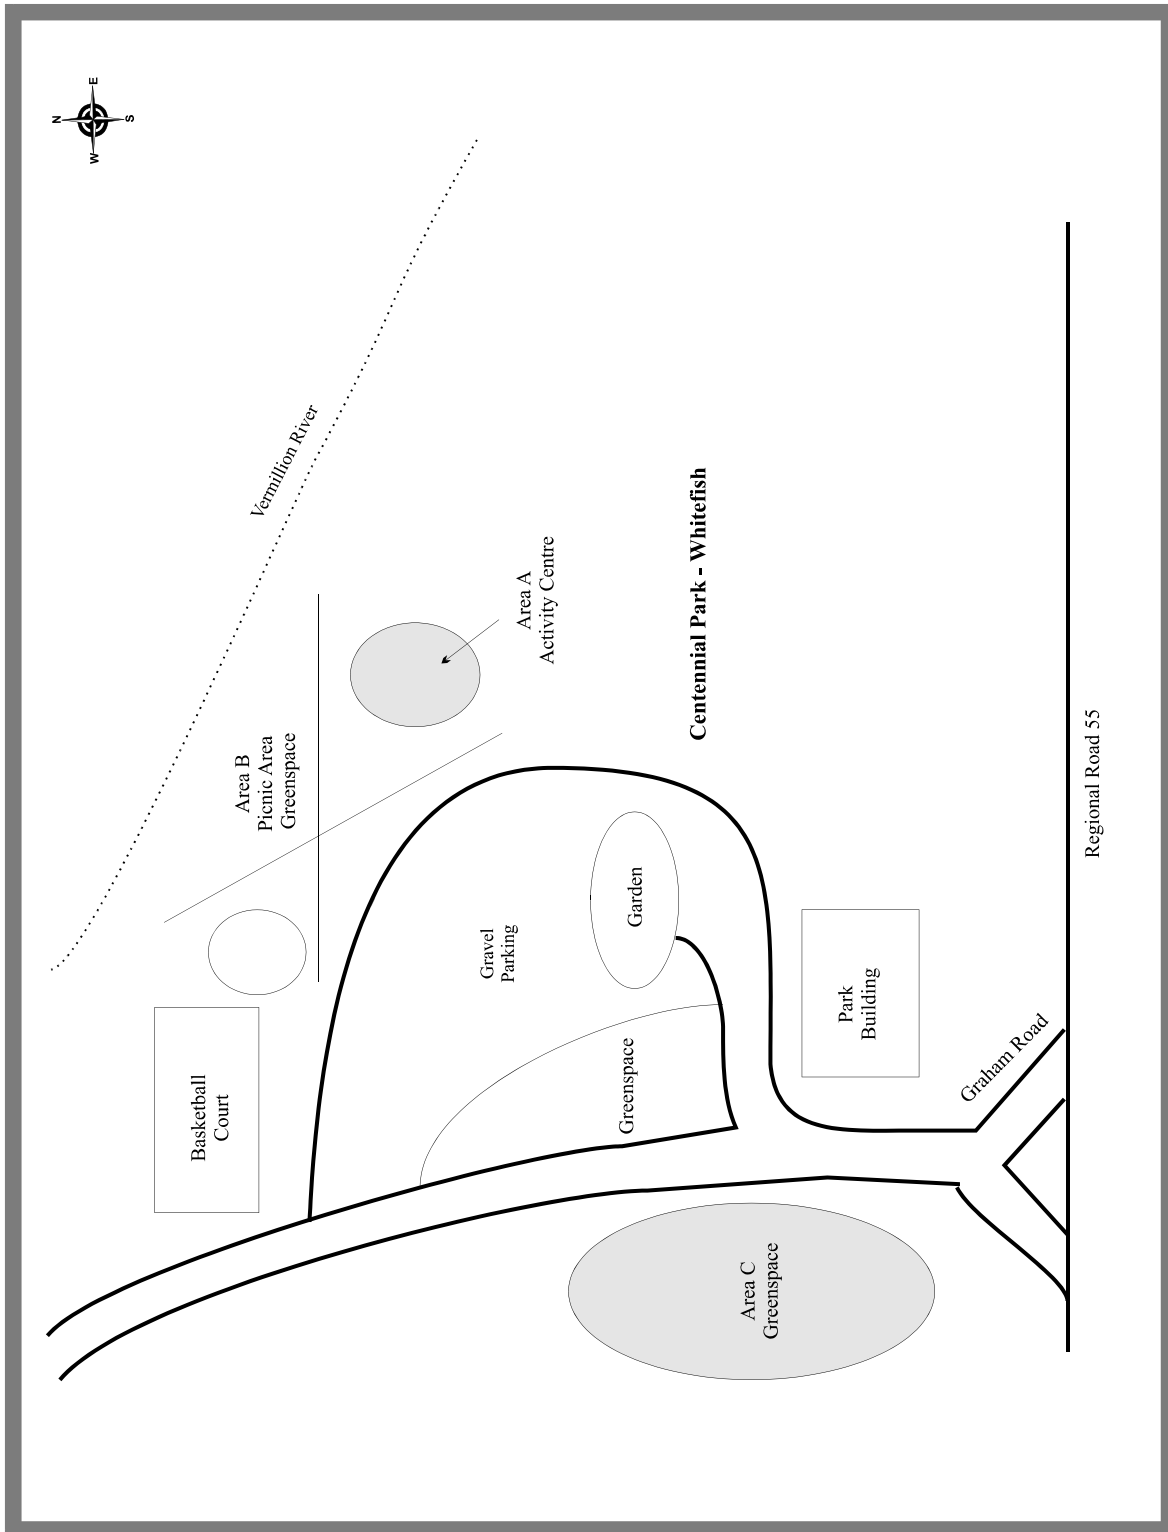 N
E
S
W
Vermillion River
Area A
Activity Centre
Area B
Picnic Area
Greenspace
Centennial Park - Whitefish
Basketball
Court
Gravel
Parking
Garden
Greenspace
Park
Building
Graham Road
Regional Road 55
Area C
Greenspace